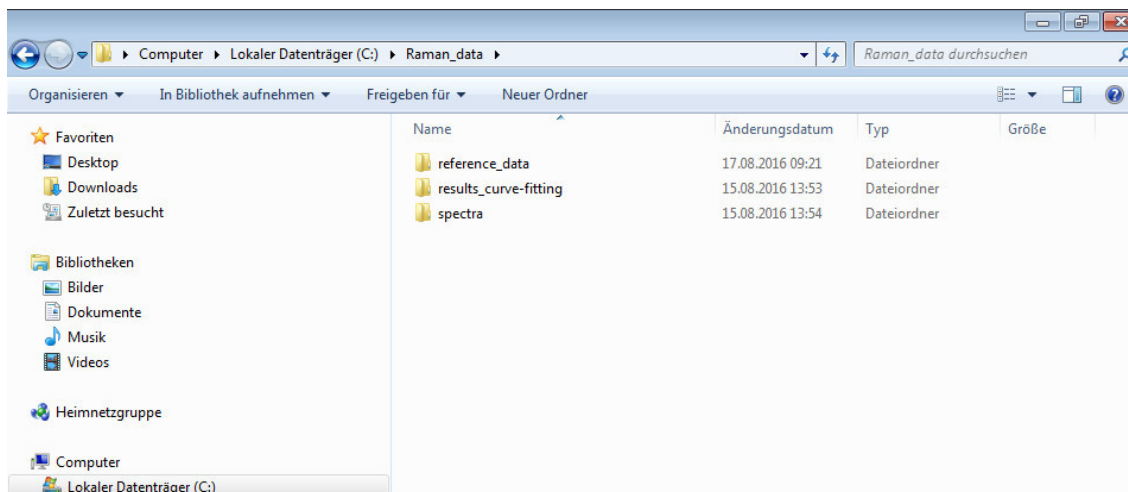 Computer Lokaler Datenträger (C:) Raman_data Raman_data durchsuchen
Organisieren In Bibliothek aufnehmen Freigeben für Neuer Ordner
Favoriten
Desktop
Downloads
Zuletzt besucht
Bibliotheken
Bilder
Dokumente
Musik
Videos
Heimnetzgruppe
Computer
Lokaler Datenträger (C:)
Name Änderungsdatum Typ Größe
reference_data 17.08.2016 09:21 Dateiordner
results_curve-fitting 15.08.2016 13:53 Dateiordner
spectra 15.08.2016 13:54 Dateiordner